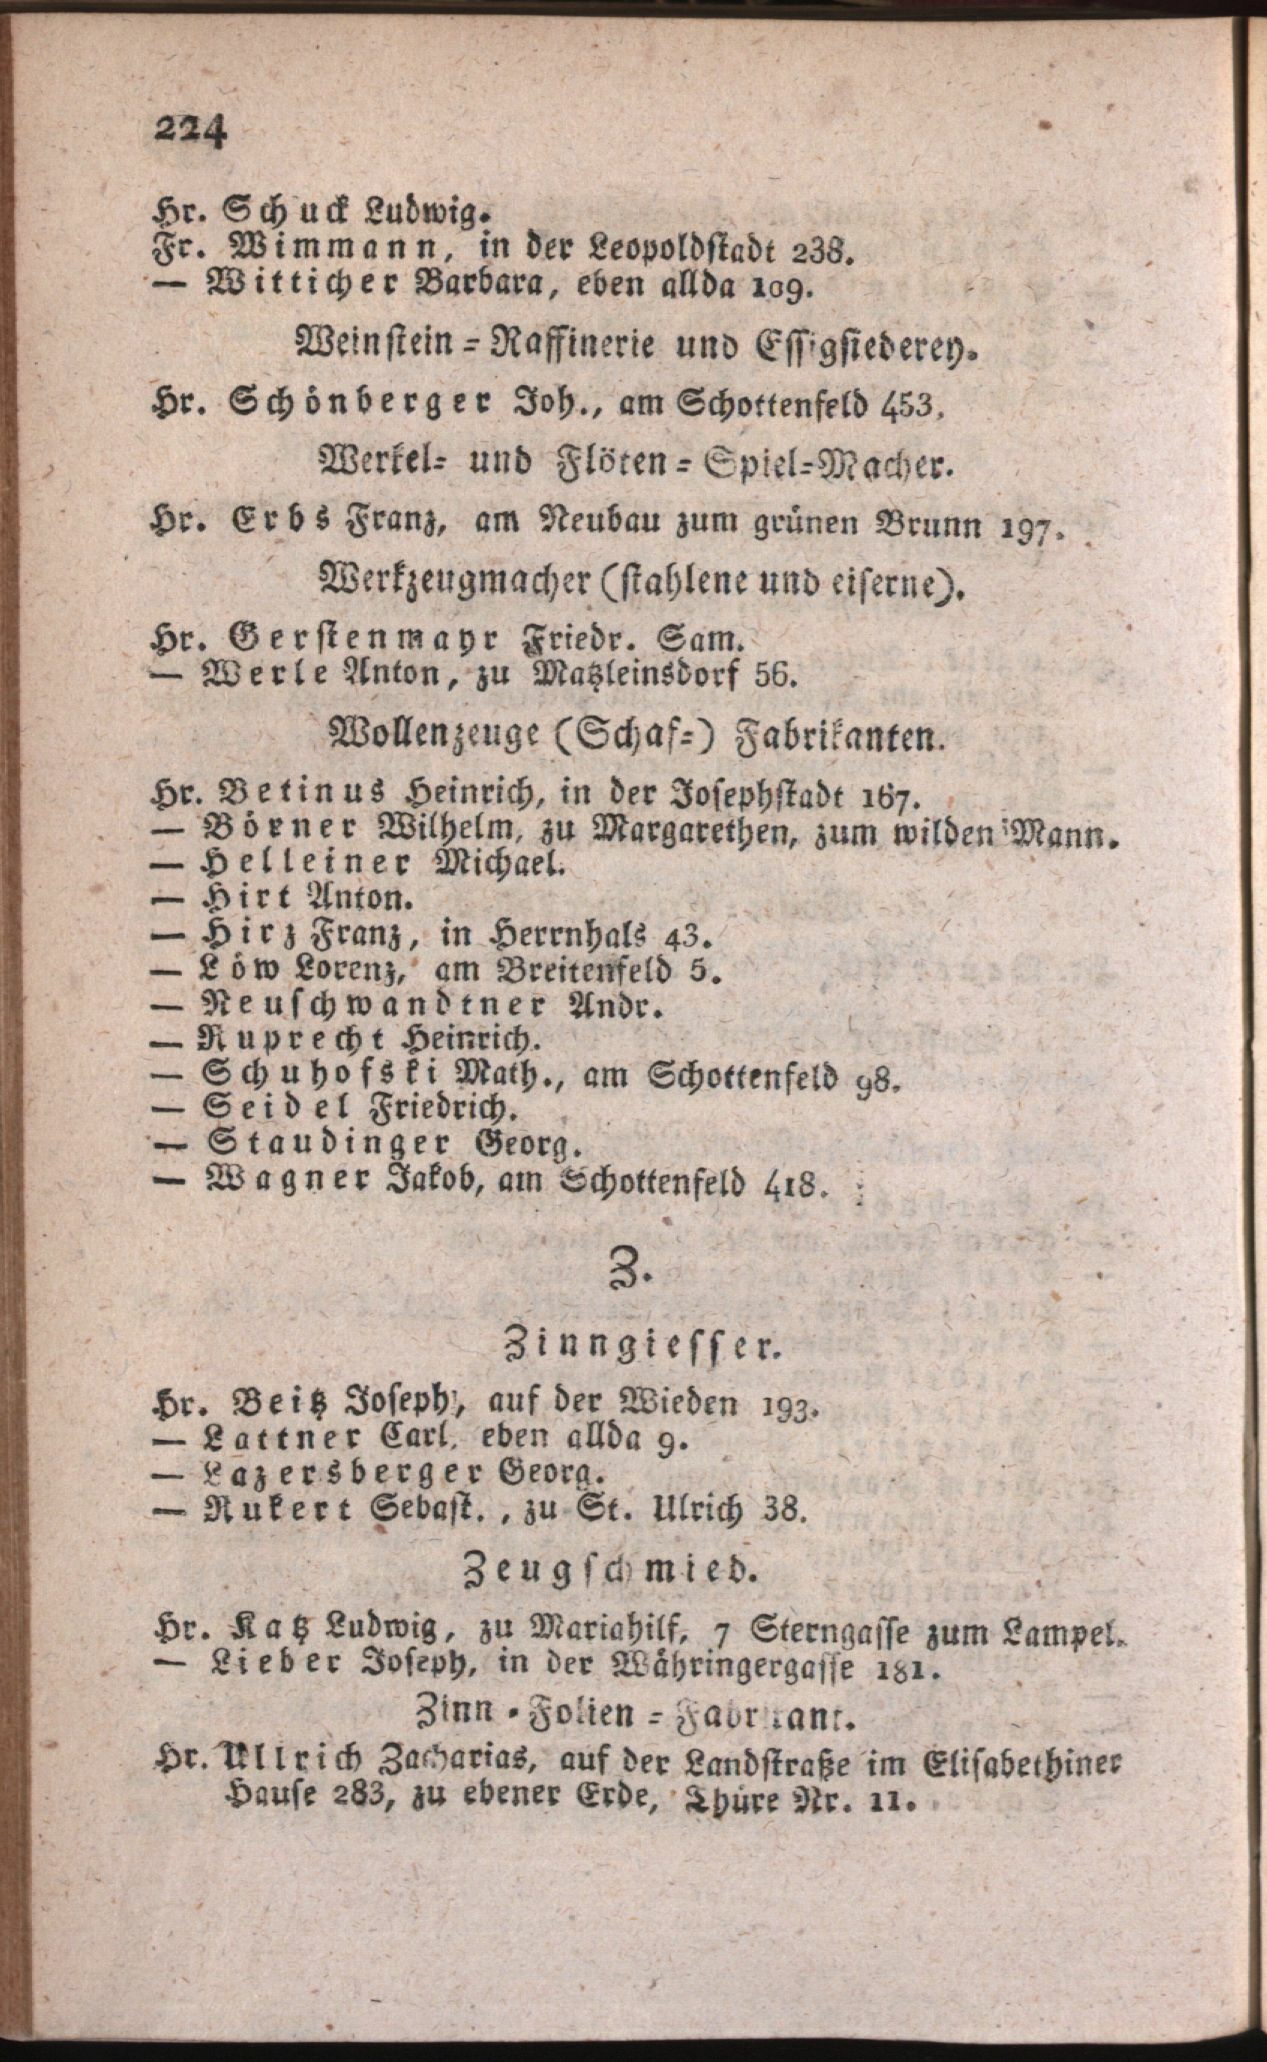 224
Hr. Schuck Ludwig.
Fr. Wimmann, in der Leopoldstadt 238.
— Witticher Barbara, eben allda 109.
Weinstein-Raffinerie und Essigsiederey.
Hr. Schönberger Joh., am Schottenfeld 453.
Werkel- und Flöten-Spiel-Macher.
Hr. Erbs Franz, am Neubau zum grünen Brunn 197.
Werkzeugmacher (stahlene und eiserne).
Hr. Gerstenmayr Friedr. Sam.
— Werle Anton, zu Matzleinsdorf 56.
Wollenzeuge (Schaf-) Fabrikanten.
Hr. Betinus Heinrich, in der Josephstadt 167.
— Börner Wilhelm, zu Margarethen, zum wilden Mann.
— Helleiner Michael.
— Hirt Anton.
— Hirz Franz, in Herrnhals 43.
— Löw Lorenz, am Breitenfeld 5.
— Neuschwandtner Andr.
— Ruprecht Heinrich.
— Schuhofski Math., am Schottenfeld 98.
— Seidel Friedrich.
— Staudinger Georg.
— Wagner Jakob, am Schottenfeld 418.
Z.
Zinngiesser.
Hr. Beitz Joseph, auf der Wieden 193.
— Lattner Carl, eben allda 9.
— Lazersberger Georg.
— Rukert Sebast., zu St. Ulrich 38.
Zeugschmied.
Hr. Katz Ludwig, zu Mariahilf, 7 Sterngasse zum Lampel.
— Lieber Joseph, in der Währingergasse 181.
Zinn-Folien-Fabrikant.
Hr. Ullrich Zacharias, auf der Landstraße im Elisabethiner
Hause 283, zu ebener Erde, Thüre Nr. 11.